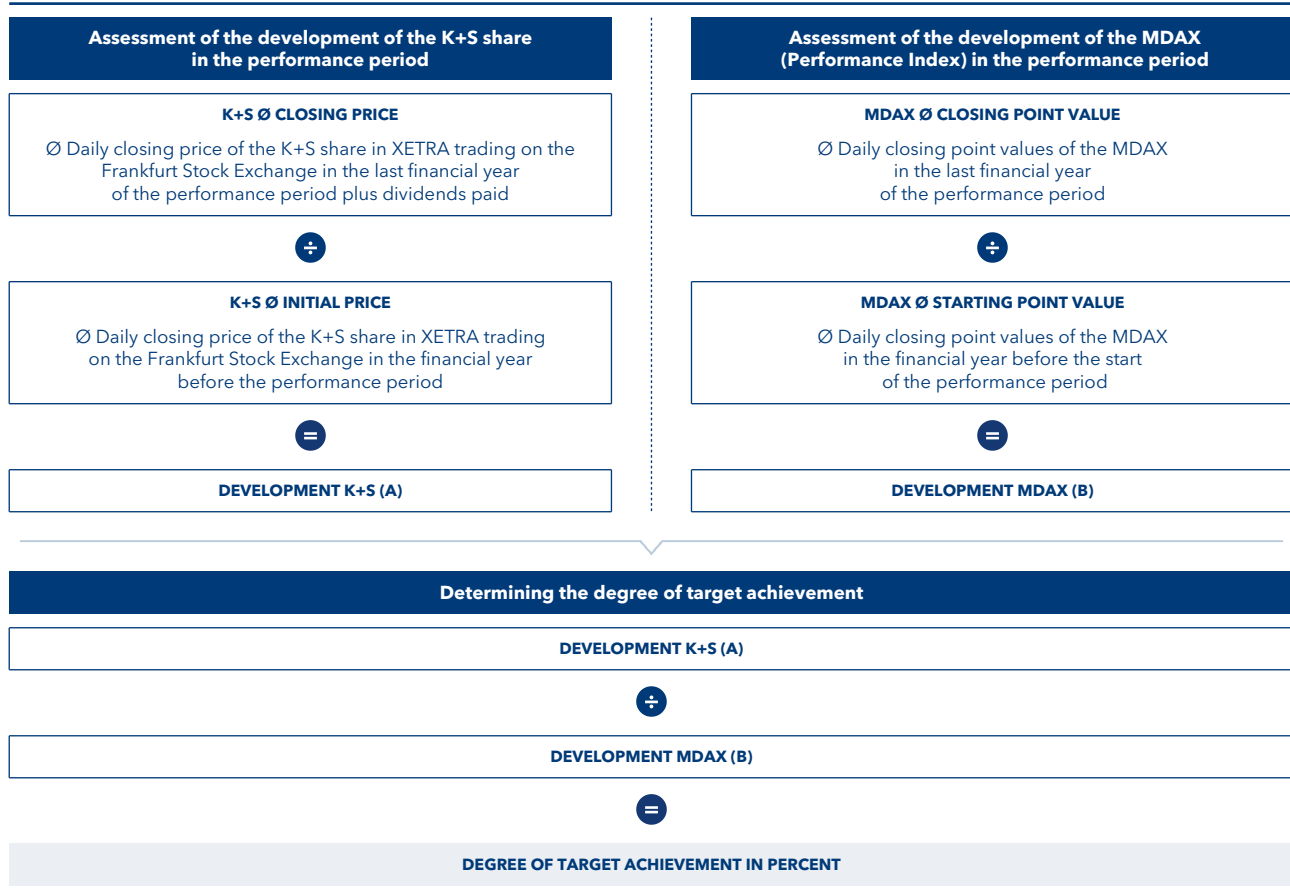 Assessment of the development of the K+S share
in the performance period
K+S Ø CLOSING PRICE
Ø Daily closing price of the K+S share in XETRA trading on the
Frankfurt Stock Exchange in the last financial year
of the performance period plus dividends paid
÷
K+S Ø INITIAL PRICE
Ø Daily closing price of the K+S share in XETRA trading
on the Frankfurt Stock Exchange in the financial year
before the performance period
=
DEVELOPMENT K+S (A)
Assessment of the development of the MDAX
(Performance Index) in the performance period
MDAX Ø CLOSING POINT VALUE
Ø Daily closing point values of the MDAX
in the last financial year
of the performance period
÷
MDAX Ø STARTING POINT VALUE
Ø Daily closing point values of the MDAX
in the financial year before the start
of the performance period
=
DEVELOPMENT MDAX (B)
Determining the degree of target achievement
DEVELOPMENT K+S (A)
÷
DEVELOPMENT MDAX (B)
=
DEGREE OF TARGET ACHIEVEMENT IN PERCENT